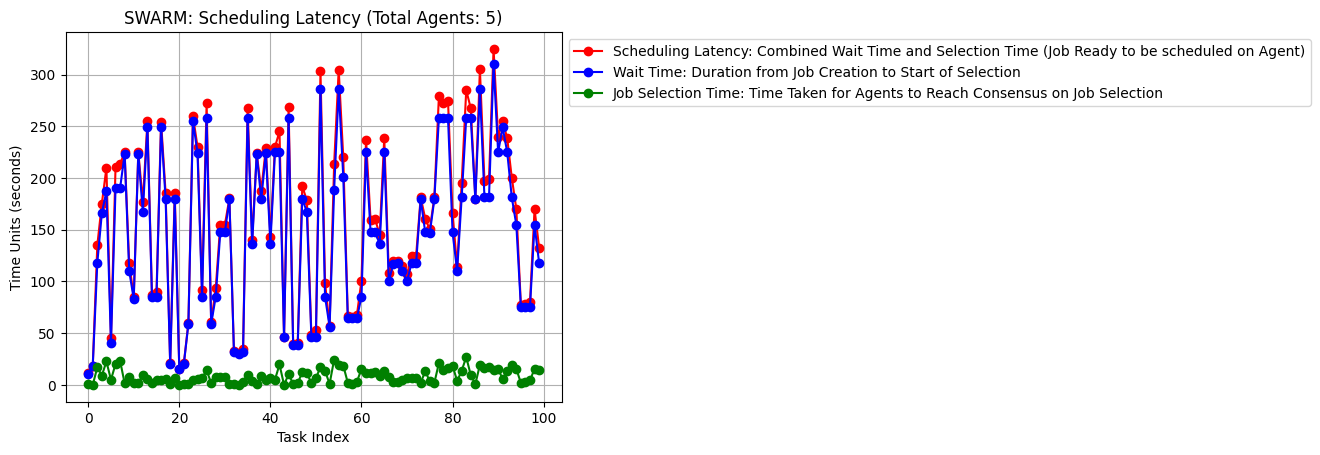 SWARM: Scheduling Latency (Total Agents: 5)
Scheduling Latency: Combined Wait Time and Selection Time (Job Ready to be scheduled on Agent)
Wait Time: Duration from Job Creation to Start of Selection
Job Selection Time: Time Taken for Agents to Reach Consensus on Job Selection
Time Units (seconds)
300
250
200
150
100
50
0
0 20 40 60 80 100
Task Index